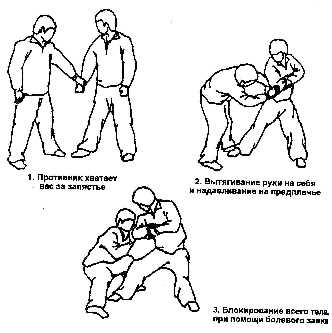 1. Противник хватает
вас за запястье
2. Вытягивание руки на себя
и надавливание на предплечье
3. Блокирование всего тела
при помощи болевого